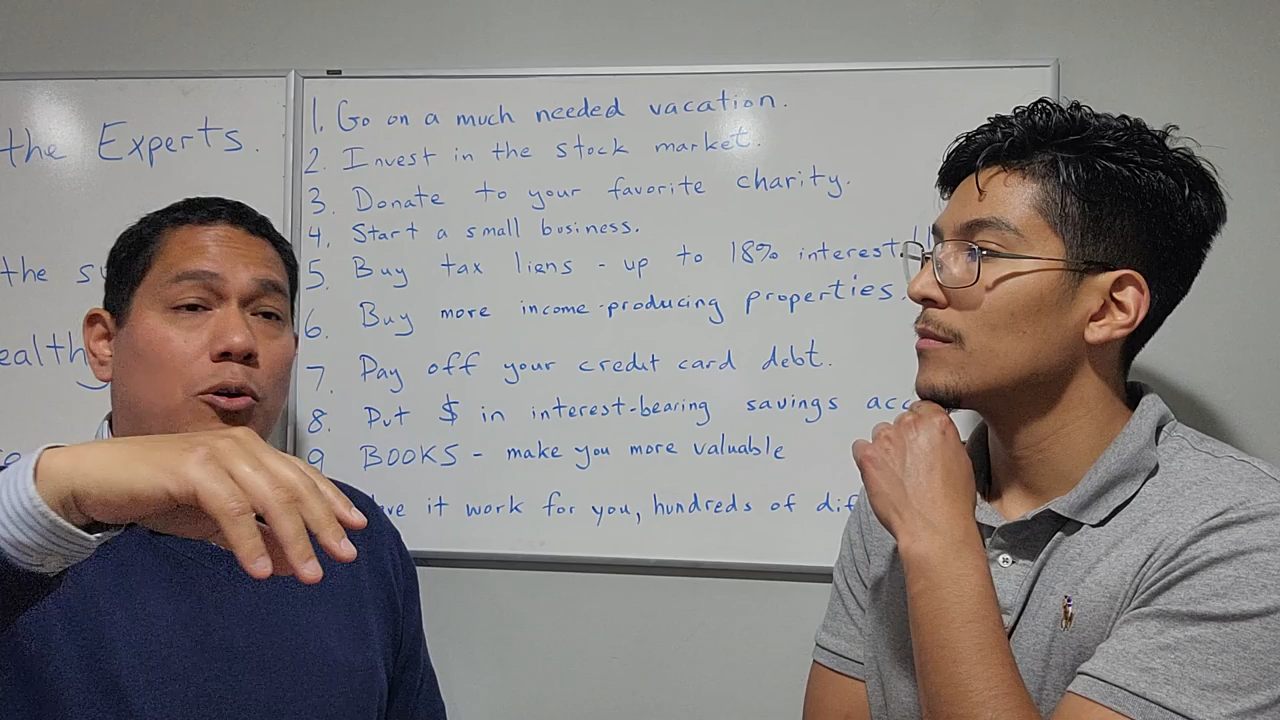 the Experts.
the
1. Go on a much needed vacation.
2. Invest in the stock market.
3. Donate to your favorite charity.
4. Start a small business.
5. Buy tax liens - up to 18% interest
6. Buy more income-producing properties.
7. Pay off your credit card debt.
8. Put $ in interest-bearing savings
9 BOOKS - make you more valuable
it work for you, hundreds of